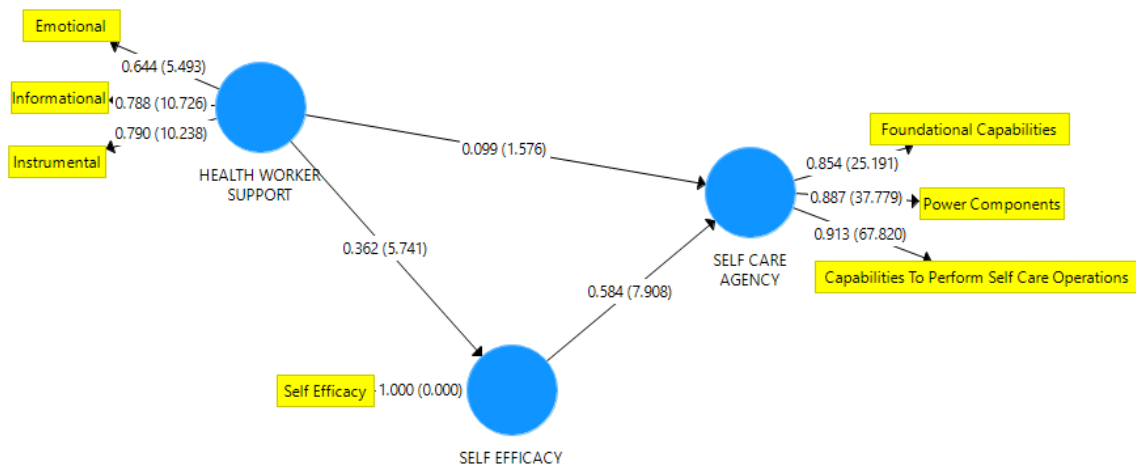 Emotional
0.644 (5.493)
Informational
0.788 (10.726)
0.790 (10.238)
Instrumental
HEALTH WORKER
SUPPORT
0.099 (1.576)
Foundational Capabilities
0.854 (25.191)
0.887 (37.779)
Power Components
0.913 (67.820)
SELF CARE
AGENCY
Capabilities To Perform Self Care Operations
0.362 (5.741)
0.584 (7.908)
Self Efficacy
1.000 (0.000)
SELF EFFICACY